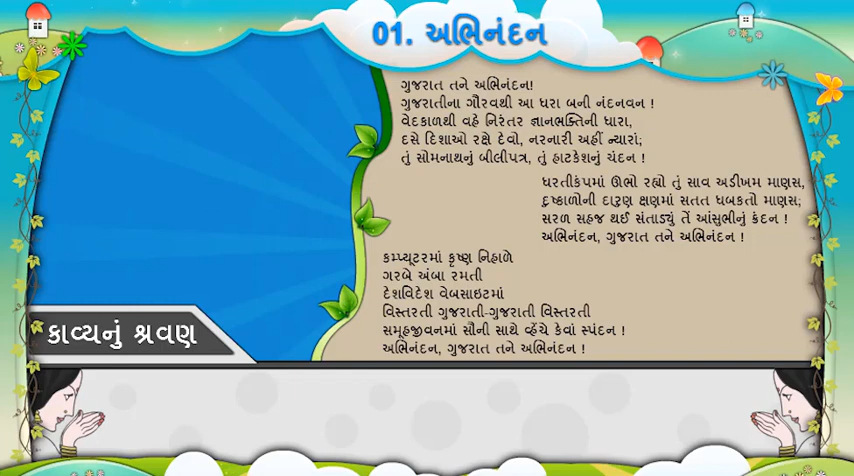 01. અભિનંદન
ગુજરાત તને અભિનંદન!
ગુજરાતીના ગૌરવથી આ ધરા બની નંદનવન !
વેદકાળથી વહે નિરંતર જ્ઞાનભક્તિની ધારા,
દસે દિશાઓ રક્ષે દેવો, નરનારી અહીં ન્યારાં;
તું સોમનાથનું બીલીપત્ર, તું હાટકેશનું ચંદન !
ધરતીકંપમાં ઊભો રહ્યો તું સાવ અડીખમ માણસ,
દુષ્કાળોની દારુણ ક્ષણમાં સતત ધબકતો માણસ;
સરળ સહજ થઈ સંતાડ્યું તેં આંસુભીનું ક્રંદન !
અભિનંદન, ગુજરાત તને અભિનંદન !
કમ્પ્યૂટરમાં કૃષ્ણ નિહાળે
ગરબે અંબા રમતી
દેશવિદેશ વેબસાઇટમાં
વિસ્તરતી ગુજરાતી-ગુજરાતી વિસ્તરતી
સમૂહજીવનમાં સૌની સાથે વ્હેંચે કેવાં સ્પંદન !
અભિનંદન, ગુજરાત તને અભિનંદન !
કાવ્યનું શ્રવણ